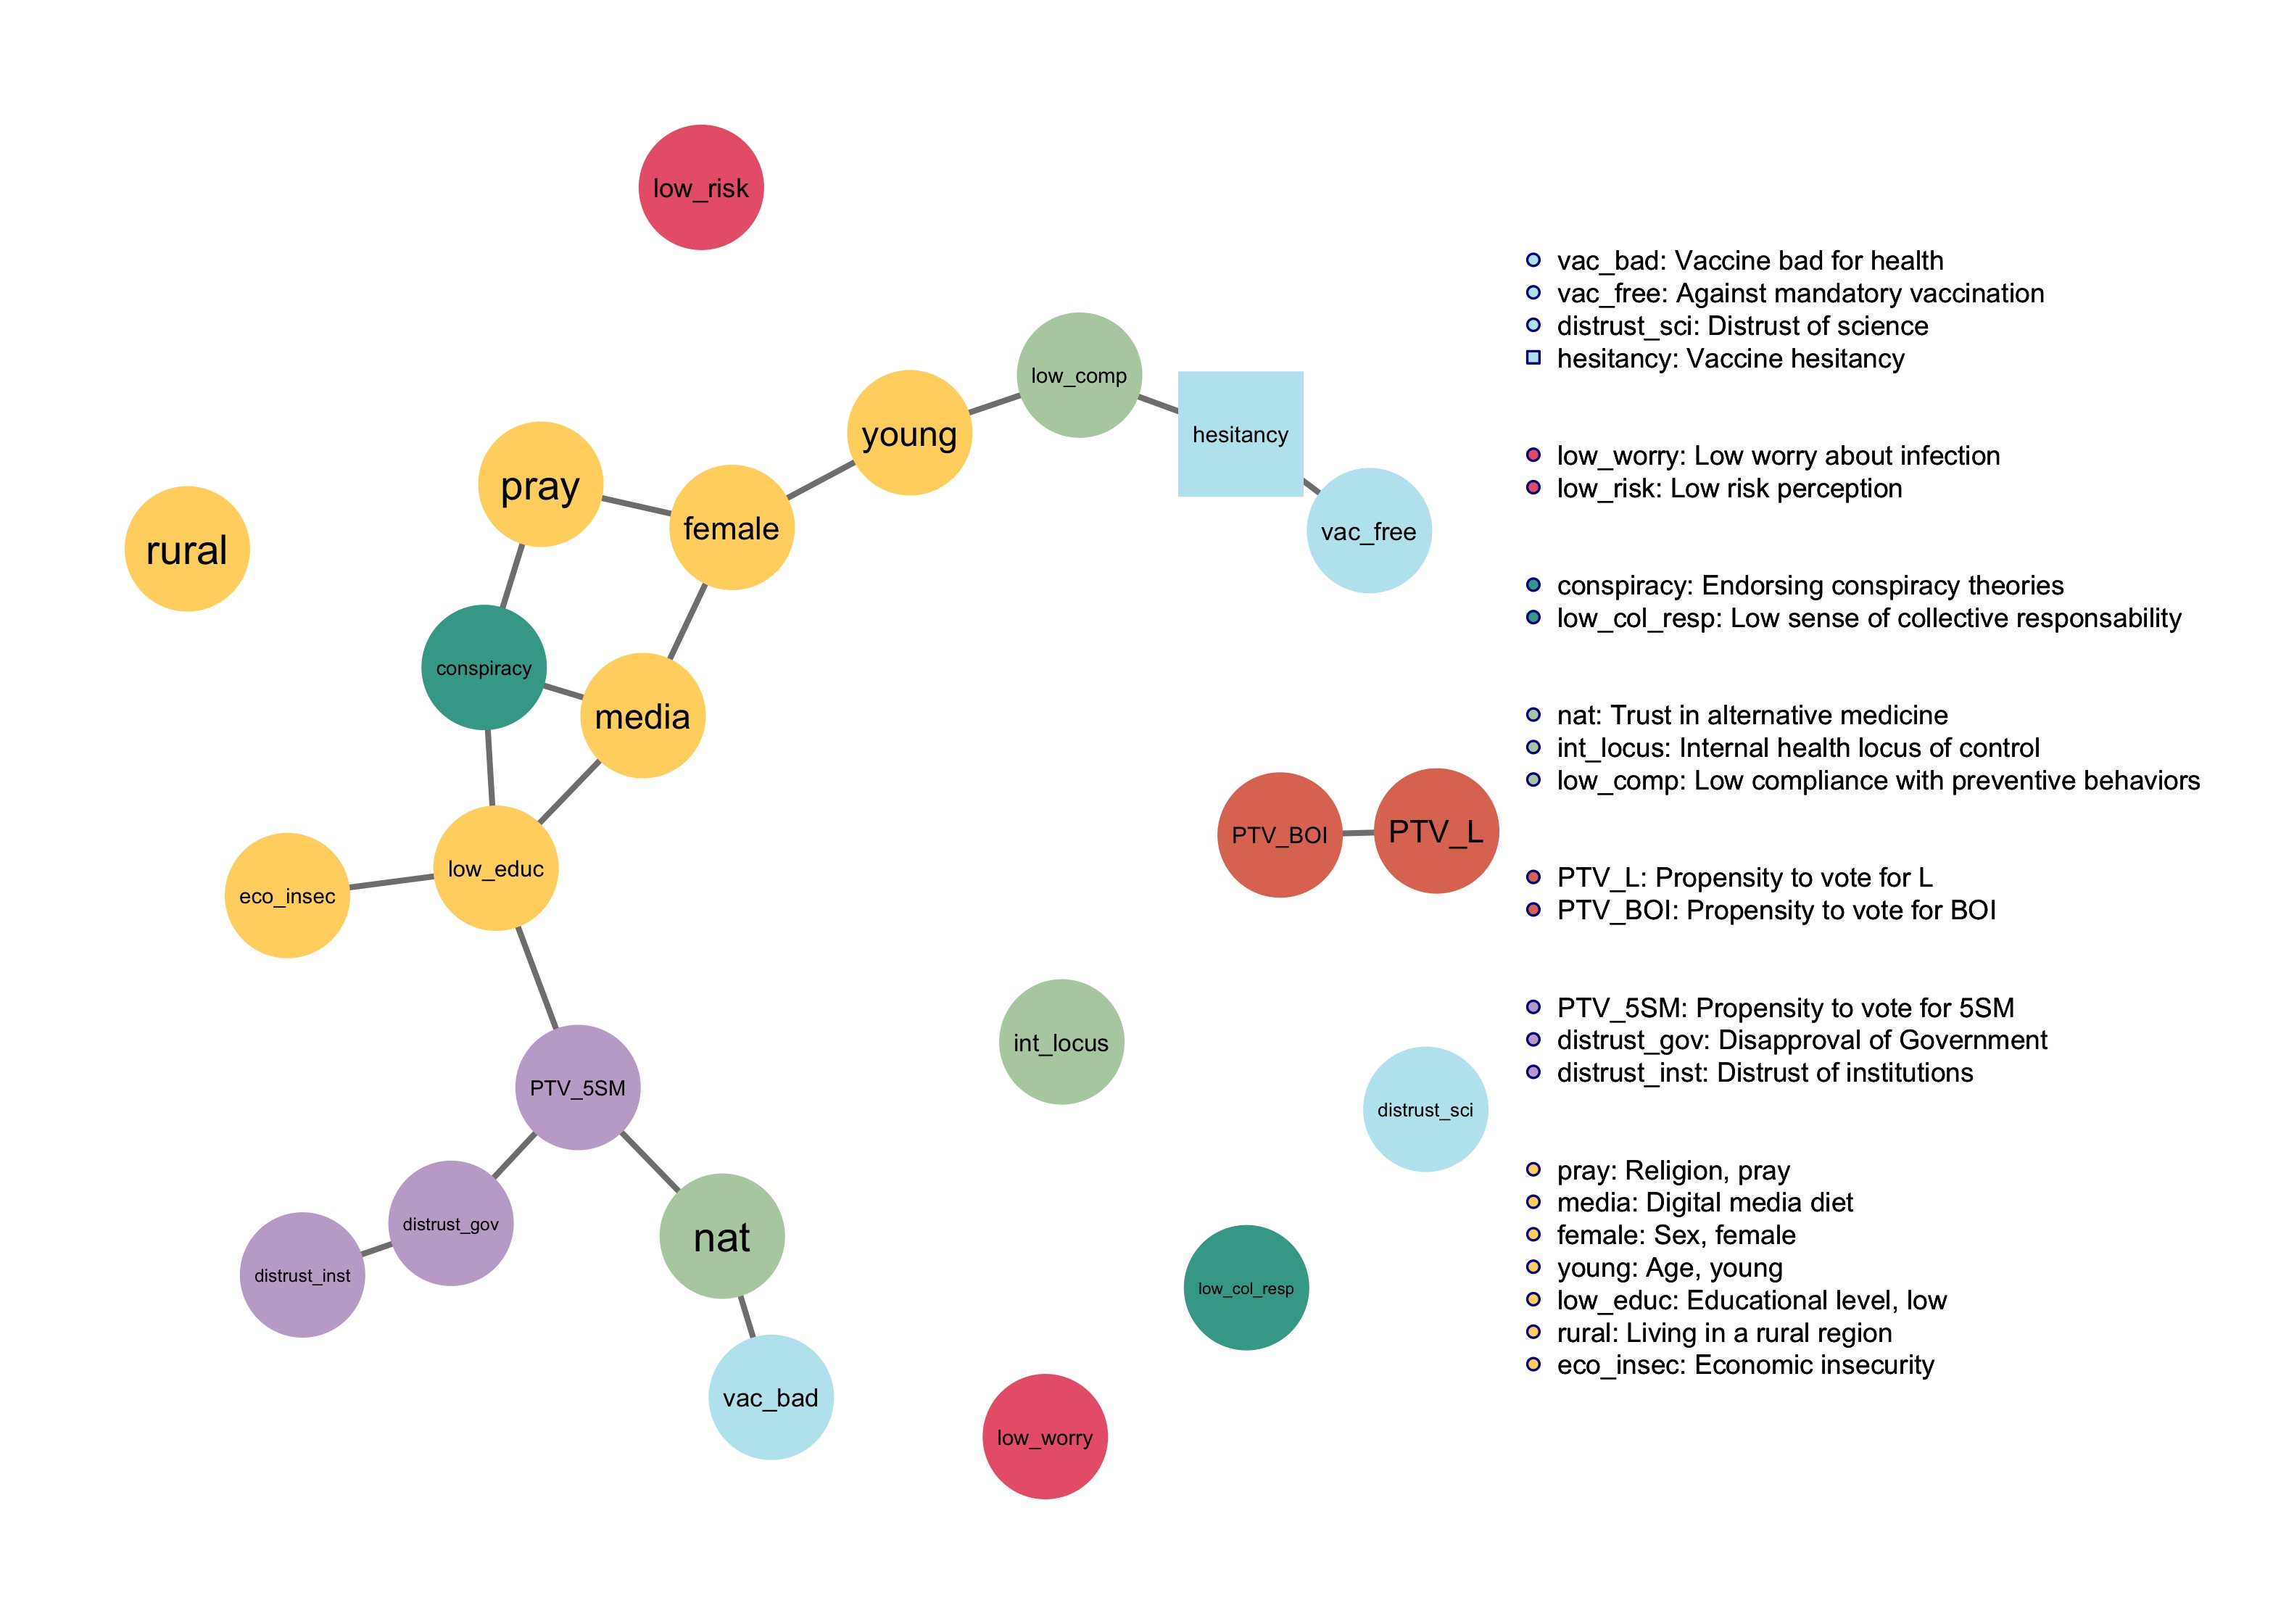 low_risk
low_comp
young
hesitancy
pray
female
vac_free
rural
conspiracy
media
PTV_BOI
PTV_L
low_educ
eco_insec
int_locus
PTV_5SM
distrust_sci
distrust_gov
nat
distrust_inst
low_col_resp
vac_bad
low_worry
vac_bad: Vaccine bad for health
vac_free: Against mandatory vaccination
distrust_sci: Distrust of science
hesitancy: Vaccine hesitancy
low_worry: Low worry about infection
low_risk: Low risk perception
conspiracy: Endorsing conspiracy theories
low_col_resp: Low sense of collective responsability
nat: Trust in alternative medicine
int_locus: Internal health locus of control
low_comp: Low compliance with preventive behaviors
PTV_L: Propensity to vote for L
PTV_BOI: Propensity to vote for BOI
PTV_5SM: Propensity to vote for 5SM
distrust_gov: Disapproval of Government
distrust_inst: Distrust of institutions
pray: Religion, pray
media: Digital media diet
female: Sex, female
young: Age, young
low_educ: Educational level, low
rural: Living in a rural region
eco_insec: Economic insecurity